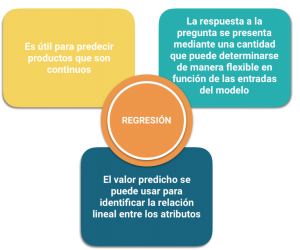 Es útil para predecir
productos que son
continuos
La respuesta a la
pregunta se presenta
mediante una cantidad
que puede determinarse
de manera flexible en
función de las entradas
del modelo
REGRESIÓN
El valor predicho se
puede usar para
identificar la relación
lineal entre los atributos